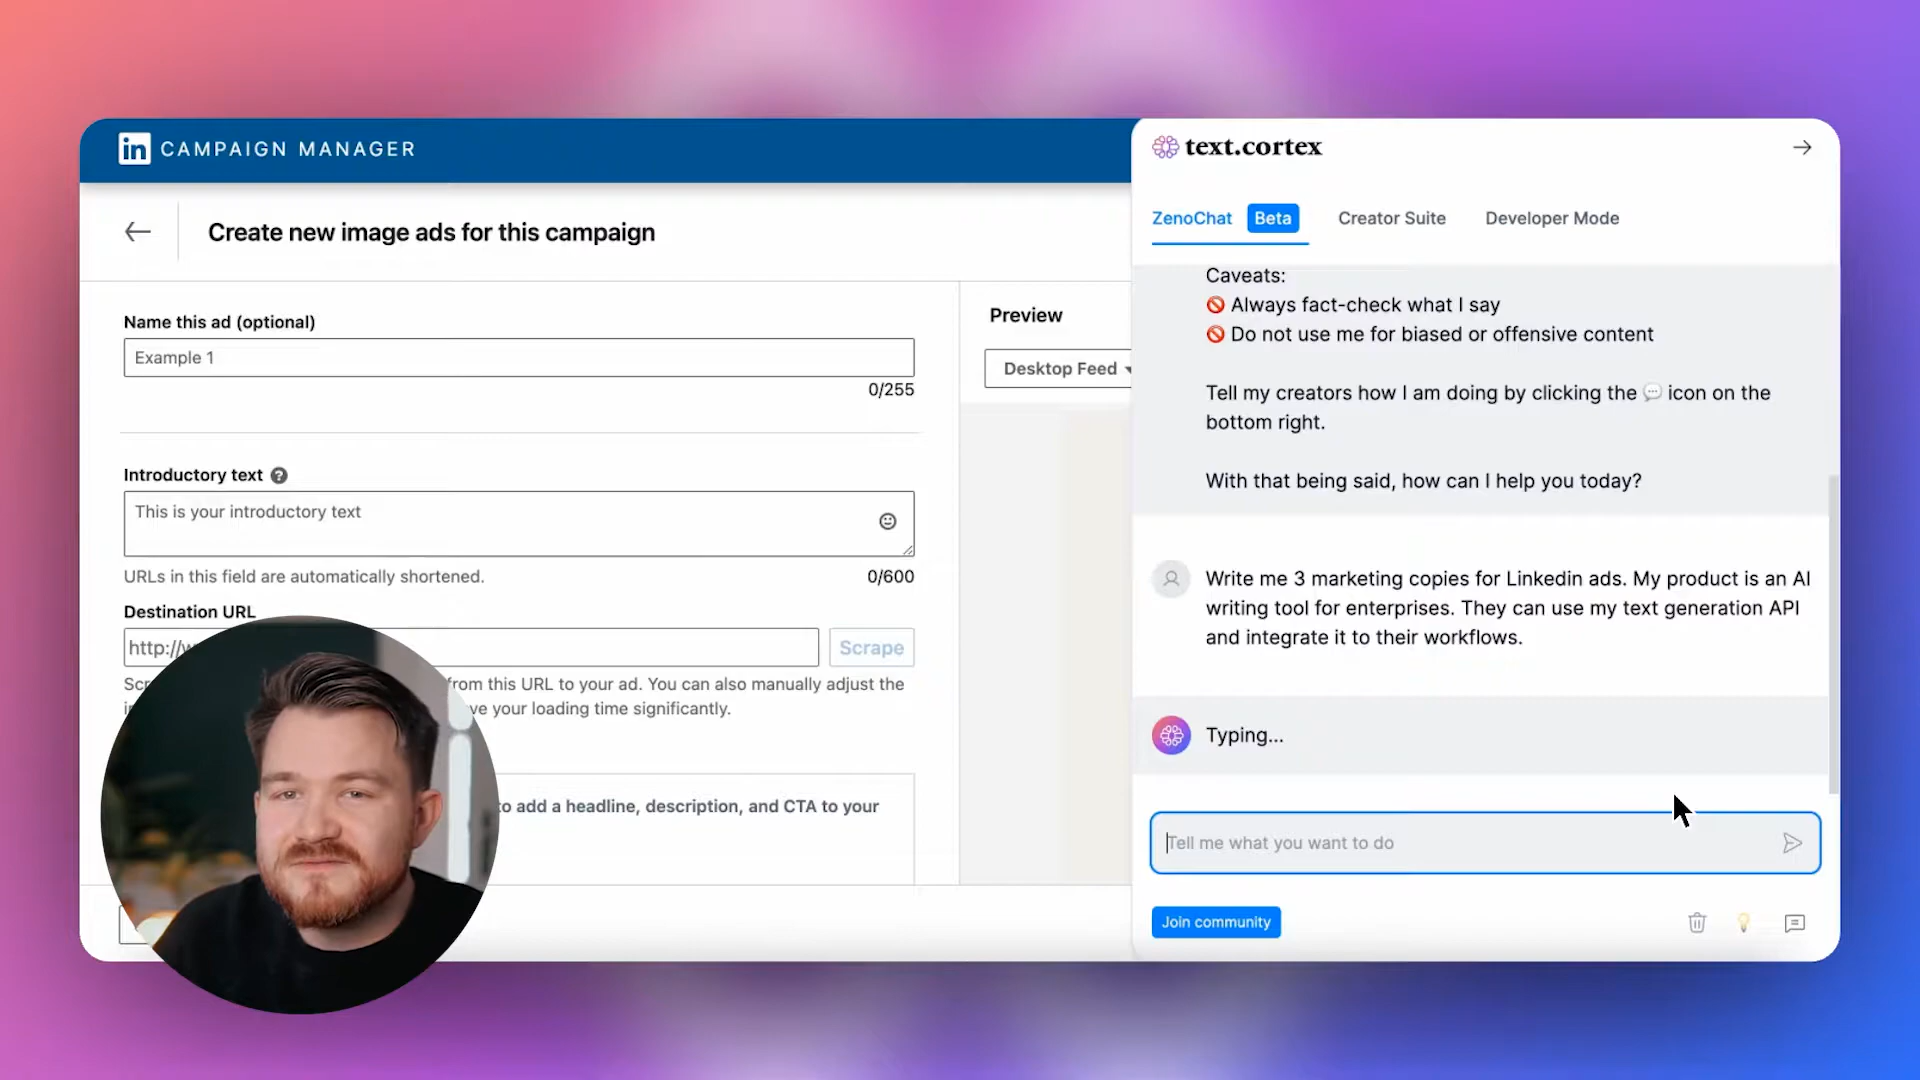 in CAMPAIGN MANAGER
Create new image ads for this campaign
Name this ad (optional)
Example 1
0/255
Introductory text ?
This is your introductory text
URLs in this field are automatically shortened.
0/600
Destination URL
http://w
Scrape
from this URL to your ad. You can also manually adjust the
your loading time significantly.
to add a headline, description, and CTA to your
Preview
Desktop Feed
text.cortex
ZenoChat Beta Creator Suite Developer Mode
Caveats:
🚫 Always fact-check what I say
🚫 Do not use me for biased or offensive content
Tell my creators how I am doing by clicking the 💬 icon on the
bottom right.
With that being said, how can I help you today?
Write me 3 marketing copies for Linkedin ads. My product is an AI
writing tool for enterprises. They can use my text generation API
and integrate it to their workflows.
Typing...
Tell me what you want to do
Join community